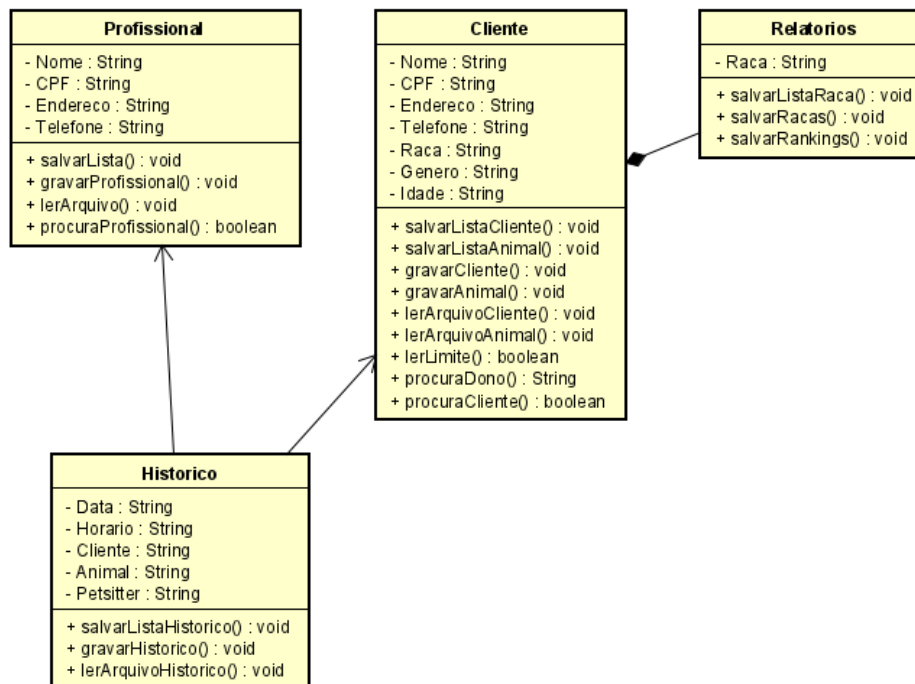 Profissional
- Nome : String
- CPF : String
- Endereco : String
- Telefone : String
+ salvarLista() : void
+ gravarProfissional() : void
+ lerArquivo() : void
+ procuraProfissional() : boolean
Cliente
- Nome : String
- CPF : String
- Endereco : String
- Telefone : String
- Raca : String
- Genero : String
- Idade : String
+ salvarListaCliente() : void
+ salvarListaAnimal() : void
+ gravarCliente() : void
+ gravarAnimal() : void
+ lerArquivoCliente() : void
+ lerArquivoAnimal() : void
+ lerLimite() : boolean
+ procuraDono() : String
+ procuraCliente() : boolean
Relatorios
- Raca : String
+ salvarListaRaca() : void
+ salvarRacas() : void
+ salvarRankings() : void
Historico
- Data : String
- Horario : String
- Cliente : String
- Animal : String
- Petsitter : String
+ salvarListaHistorico() : void
+ gravarHistorico() : void
+ lerArquivoHistorico() : void